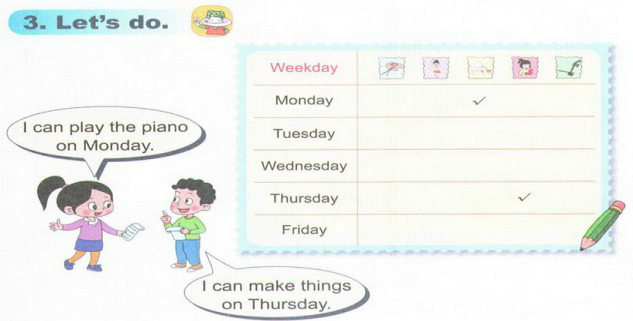 3. Let's do.
Weekday
Monday
I can play the piano
on Monday.
Tuesday
Wednesday
Thursday
Friday
I can make things
on Thursday.